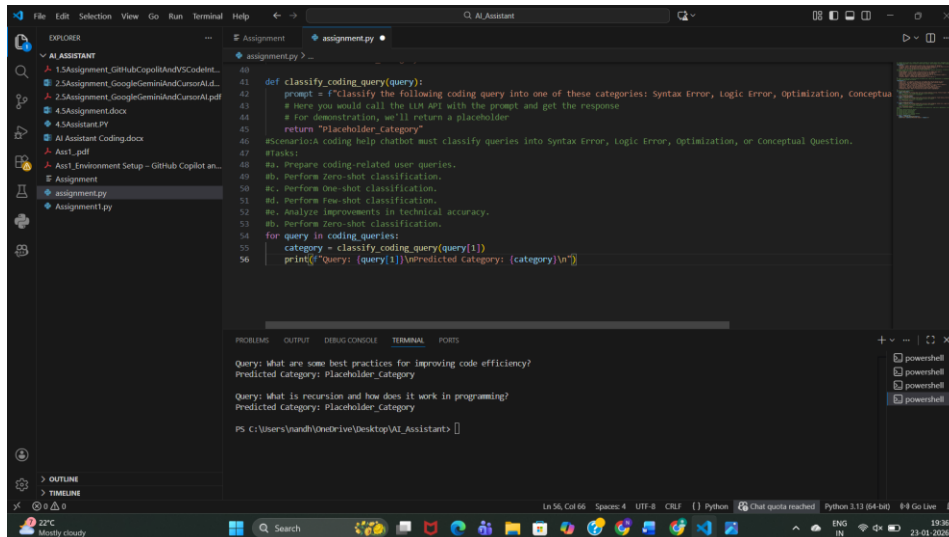 File Edit Selection View Go Run Terminal Help
AI_Assistant
EXPLORER
AI_ASSISTANT
1.5Assignment_GitHubCopolitAndVSCodeInt...
2.5Assignment_GoogleGeminiAndCursorAI.d...
2.5Assignment_GoogleGeminiAndCursorAI.pdf
4.5Assignment.docx
4.5Assistant.PY
AI Assistant Coding.docx
Ass1_.pdf
Ass1_Environment Setup – GitHub Copilot an...
Assignment
assignment.py
Assignment1.py
OUTLINE
TIMELINE
Assignment
assignment.py
assignment.py > ...
40
41 def classify_coding_query(query):
42 prompt = f"Classify the following coding query into one of these categories: Syntax Error, Logic Error, Optimization, Conceptua
43 # Here you would call the LLM API with the prompt and get the response
44 # For demonstration, we'll return a placeholder
45 return "Placeholder_Category"
46 #Scenario:A coding help chatbot must classify queries into Syntax Error, Logic Error, Optimization, or Conceptual Question.
47 #Tasks:
48 #a. Prepare coding-related user queries.
49 #b. Perform Zero-shot classification.
50 #c. Perform One-shot classification.
51 #d. Perform Few-shot classification.
52 #e. Analyze improvements in technical accuracy.
53 #b. Perform Zero-shot classification.
54 for query in coding_queries:
55 category = classify_coding_query(query[1])
56 print(f"Query: {query[1]}\nPredicted Category: {category}\n")
PROBLEMS OUTPUT DEBUG CONSOLE TERMINAL PORTS
Query: What are some best practices for improving code efficiency?
Predicted Category: Placeholder_Category
Query: What is recursion and how does it work in programming?
Predicted Category: Placeholder_Category
PS C:\Users\nandh\OneDrive\Desktop\AI_Assistant>
powershell
powershell
powershell
powershell
0 0 0 Ln 56, Col 66 Spaces: 4 UTF-8 CRLF {} Python Chat quota reached Python 3.13 (64-bit) Go Live
22°C
Mostly cloudy
Search
ENG
IN
19:36
23-01-2026